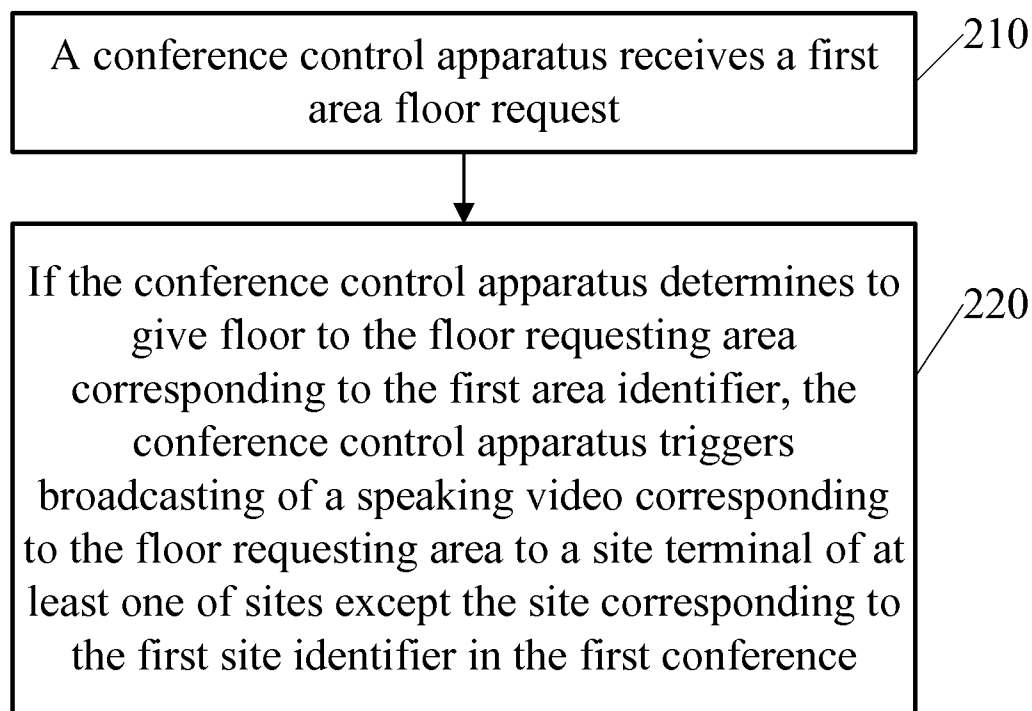 A conference control apparatus receives a first
area floor request
210
If the conference control apparatus determines to
give floor to the floor requesting area
corresponding to the first area identifier, the
conference control apparatus triggers
broadcasting of a speaking video corresponding
to the floor requesting area to a site terminal of at
least one of sites except the site corresponding to
the first site identifier in the first conference
220